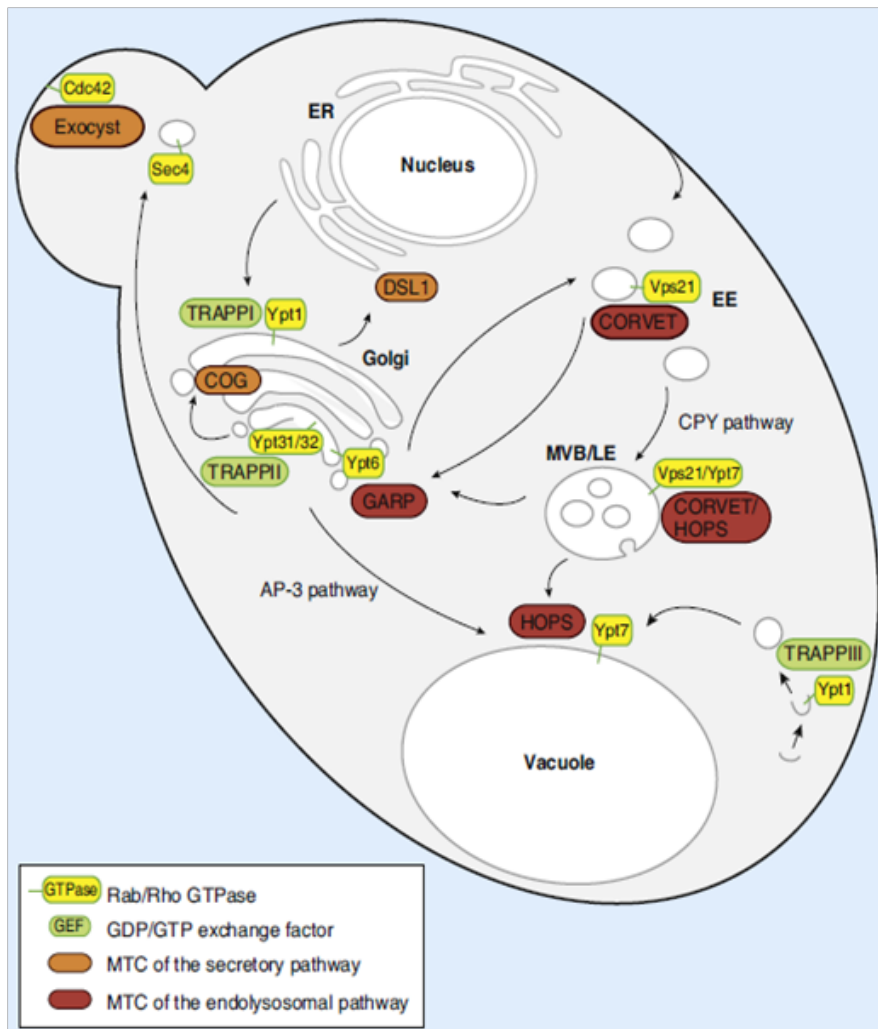 Cdc42
Exocyst
Sec4
ER
Nucleus
DSL1
TRAPPI
Ypt1
Golgi
COG
Ypt31/32
TRAPPII
Ypt6
GARP
Vps21
EE
CORVET
CPY pathway
MVB/LE
Vps21/Ypt7
CORVET/
HOPS
AP-3 pathway
HOPS
Ypt7
TRAPPIII
Ypt1
Vacuole
GTPase Rab/Rho GTPase
GEF GDP/GTP exchange factor
MTC of the secretory pathway
MTC of the endolysosomal pathway